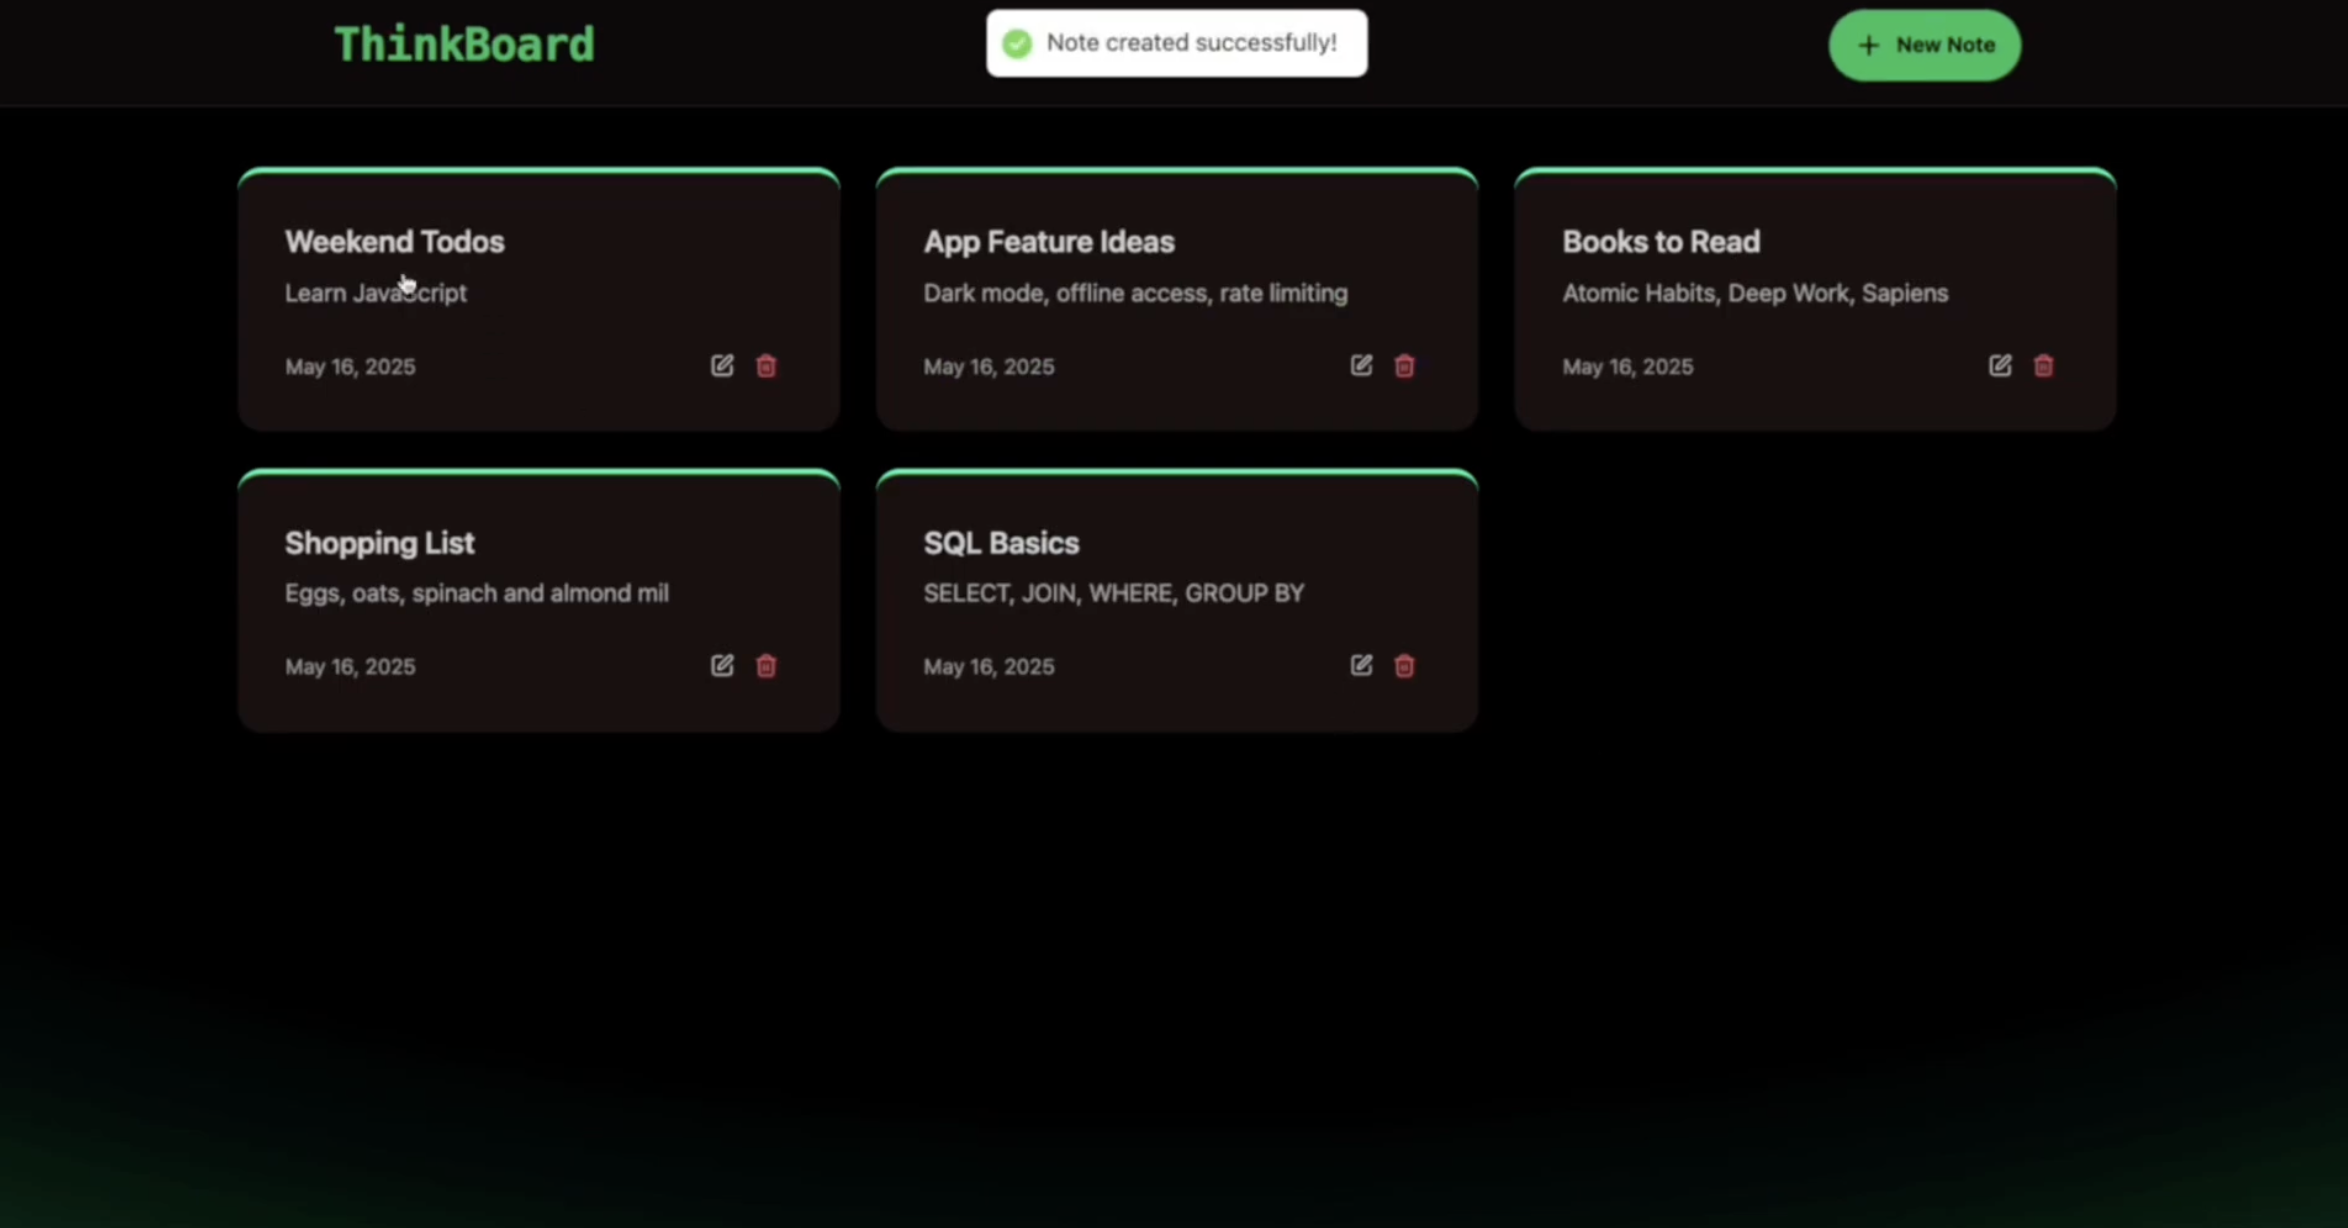 ThinkBoard
Note created successfully!
+ New Note
Weekend Todos
Learn JavaScript
May 16, 2025
App Feature Ideas
Dark mode, offline access, rate limiting
May 16, 2025
Books to Read
Atomic Habits, Deep Work, Sapiens
May 16, 2025
Shopping List
Eggs, oats, spinach and almond mil
May 16, 2025
SQL Basics
SELECT, JOIN, WHERE, GROUP BY
May 16, 2025